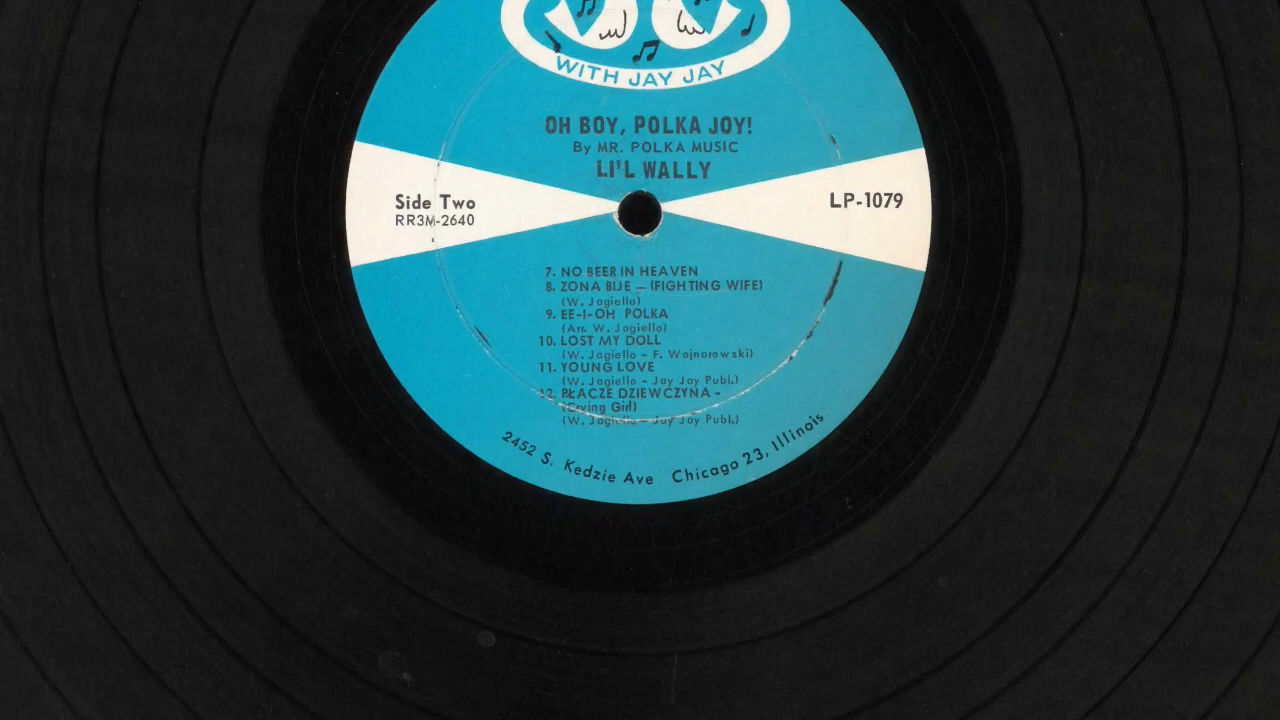 WITH JAY JAY
OH BOY, POLKA JOY!
By MR. POLKA MUSIC
LI'L WALLY
Side Two
RR3M-2640
LP-1079
7. NO BEER IN HEAVEN
8. ZONA BIJE — (FIGHTING WIFE)
(W. Jagiello)
9. EE-I-OH POLKA
(Arr. W. Jagiello)
10. LOST MY DOLL
(W. Jagiello - F. Wojnarowski)
11. YOUNG LOVE
(W. Jagiello - Jay Jay Publ.)
12. PŁACZE DZIEWCZYNA -
(Crying Girl)
(W. Jagiello - Jay Jay Publ.)
2452 S. Kedzie Ave Chicago 23, Illinois